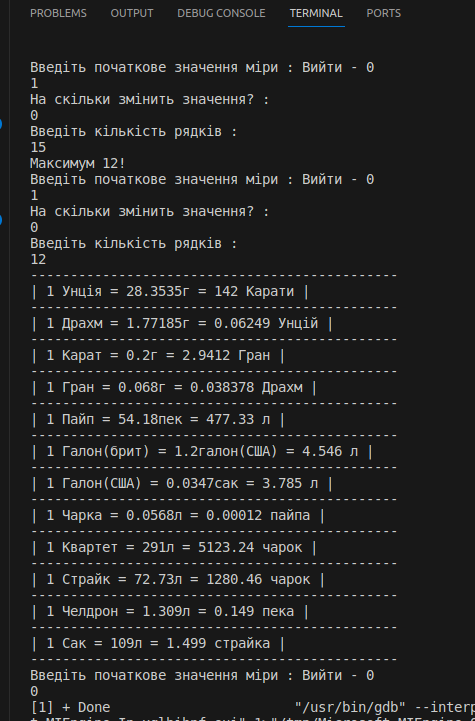 PROBLEMS OUTPUT DEBUG CONSOLE TERMINAL PORTS
Введіть початкове значення міри : Вийти - 0
1
На скільки змінить значення? :
0
Введіть кількість рядків :
15
Максимум 12!
Введіть початкове значення міри : Вийти - 0
1
На скільки змінить значення? :
0
Введіть кількість рядків :
12
----------------------------------------------
| 1 Унція = 28.3535г = 142 Карати |
----------------------------------------------
| 1 Драхм = 1.77185г = 0.06249 Унцій |
----------------------------------------------
| 1 Карат = 0.2г = 2.9412 Гран |
----------------------------------------------
| 1 Гран = 0.068г = 0.038378 Драхм |
----------------------------------------------
| 1 Пайп = 54.18пек = 477.33 л |
----------------------------------------------
| 1 Галон(брит) = 1.2галон(США) = 4.546 л |
----------------------------------------------
| 1 Галон(США) = 0.0347сак = 3.785 л |
----------------------------------------------
| 1 Чарка = 0.0568л = 0.00012 пайпа |
----------------------------------------------
| 1 Квартет = 291л = 5123.24 чарок |
----------------------------------------------
| 1 Страйк = 72.73л = 1280.46 чарок |
----------------------------------------------
| 1 Челдрон = 1.309л = 0.149 пека |
----------------------------------------------
| 1 Сак = 109л = 1.499 страйка |
----------------------------------------------
Введіть початкове значення міри : Вийти - 0
0
[1] + Done "/usr/bin/gdb" --interp